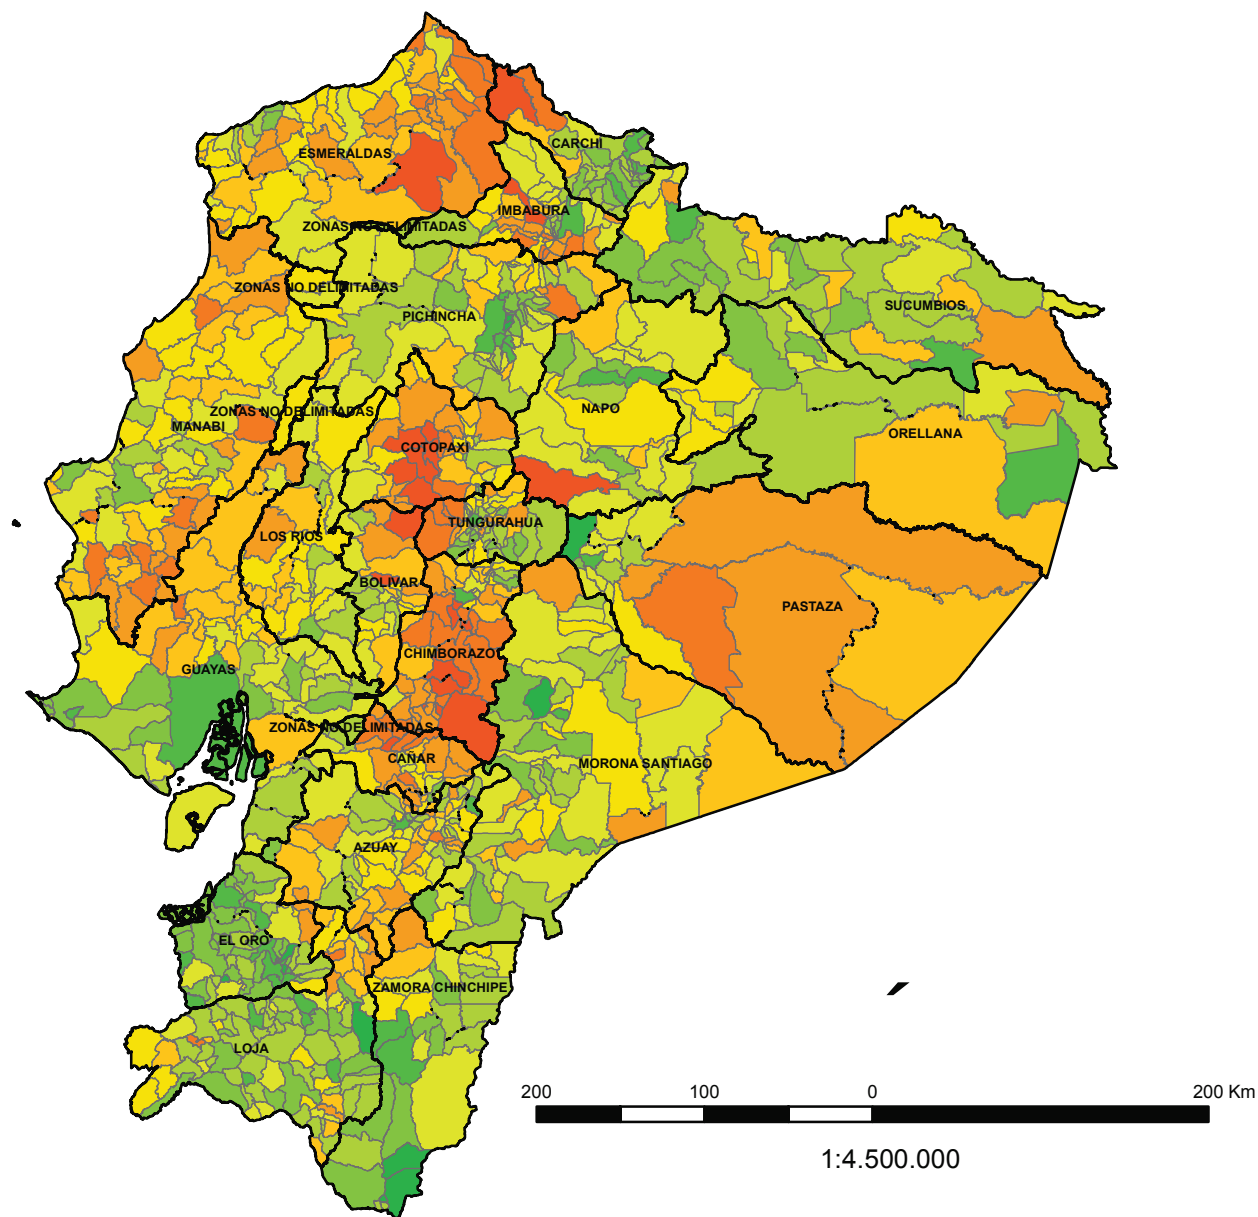 CARCHI
ESMERALDAS
IMBABURA
ZONAS NO DELIMITADAS
ZONAS NO DELIMITADAS
SUCUMBIOS
PICHINCHA
NAPO
ZONAS NO DELIMITADAS
MANABI
ORELLANA
COTOPAXI
TUNGURAHUA
LOS RIOS
BOLIVAR
PASTAZA
CHIMBORAZO
GUAYAS
ZONAS NO DELIMITADAS
CAÑAR
MORONA SANTIAGO
AZUAY
EL ORO
ZAMORA CHINCHIPE
LOJA
200 100 0 200 Km
1:4.500.000